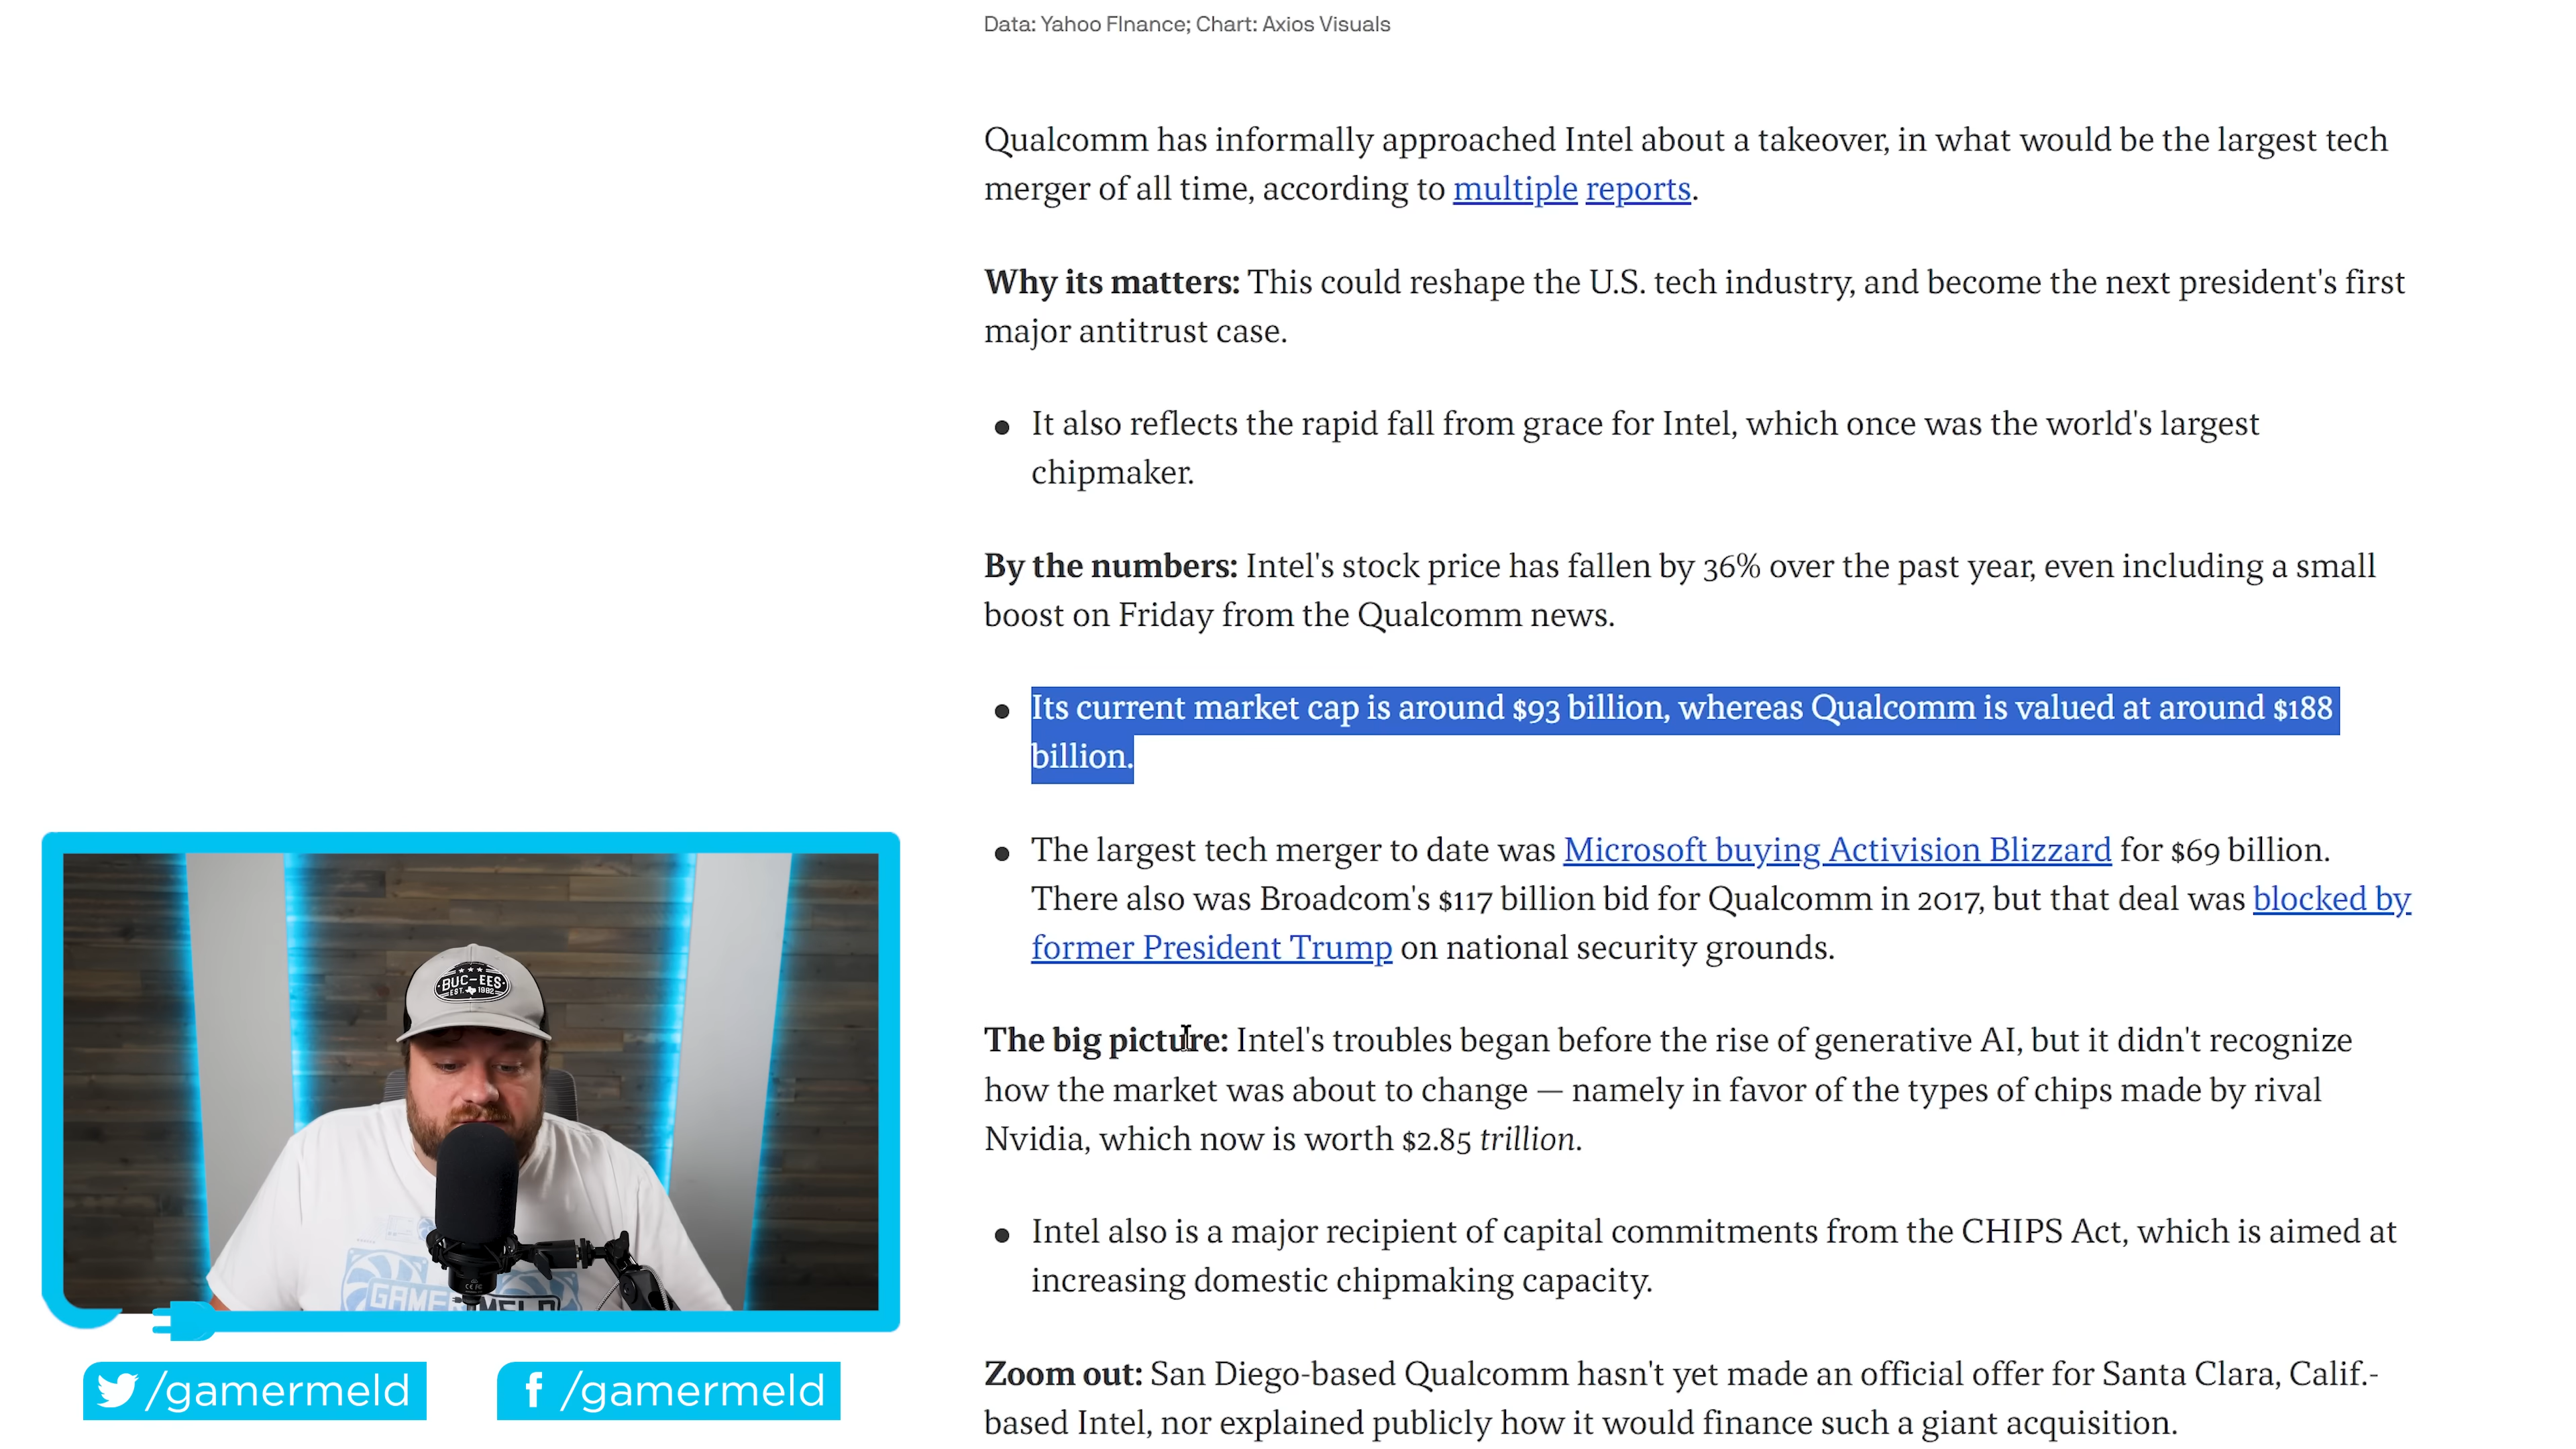 Data: Yahoo FInance; Chart: Axios Visuals
Qualcomm has informally approached Intel about a takeover, in what would be the largest tech
merger of all time, according to multiple reports.
Why its matters: This could reshape the U.S. tech industry, and become the next president's first
major antitrust case.
It also reflects the rapid fall from grace for Intel, which once was the world's largest
chipmaker.
By the numbers: Intel's stock price has fallen by 36% over the past year, even including a small
boost on Friday from the Qualcomm news.
Its current market cap is around $93 billion, whereas Qualcomm is valued at around $188
billion.
The largest tech merger to date was Microsoft buying Activision Blizzard for $69 billion.
There also was Broadcom's $117 billion bid for Qualcomm in 2017, but that deal was blocked by
former President Trump on national security grounds.
The big picture: Intel's troubles began before the rise of generative AI, but it didn't recognize
how the market was about to change — namely in favor of the types of chips made by rival
Nvidia, which now is worth $2.85 trillion.
Intel also is a major recipient of capital commitments from the CHIPS Act, which is aimed at
increasing domestic chipmaking capacity.
Zoom out: San Diego-based Qualcomm hasn't yet made an official offer for Santa Clara, Calif.-
based Intel, nor explained publicly how it would finance such a giant acquisition.
BUC-EES
EST. 1982
GAMER MELD
/gamermeld
/gamermeld